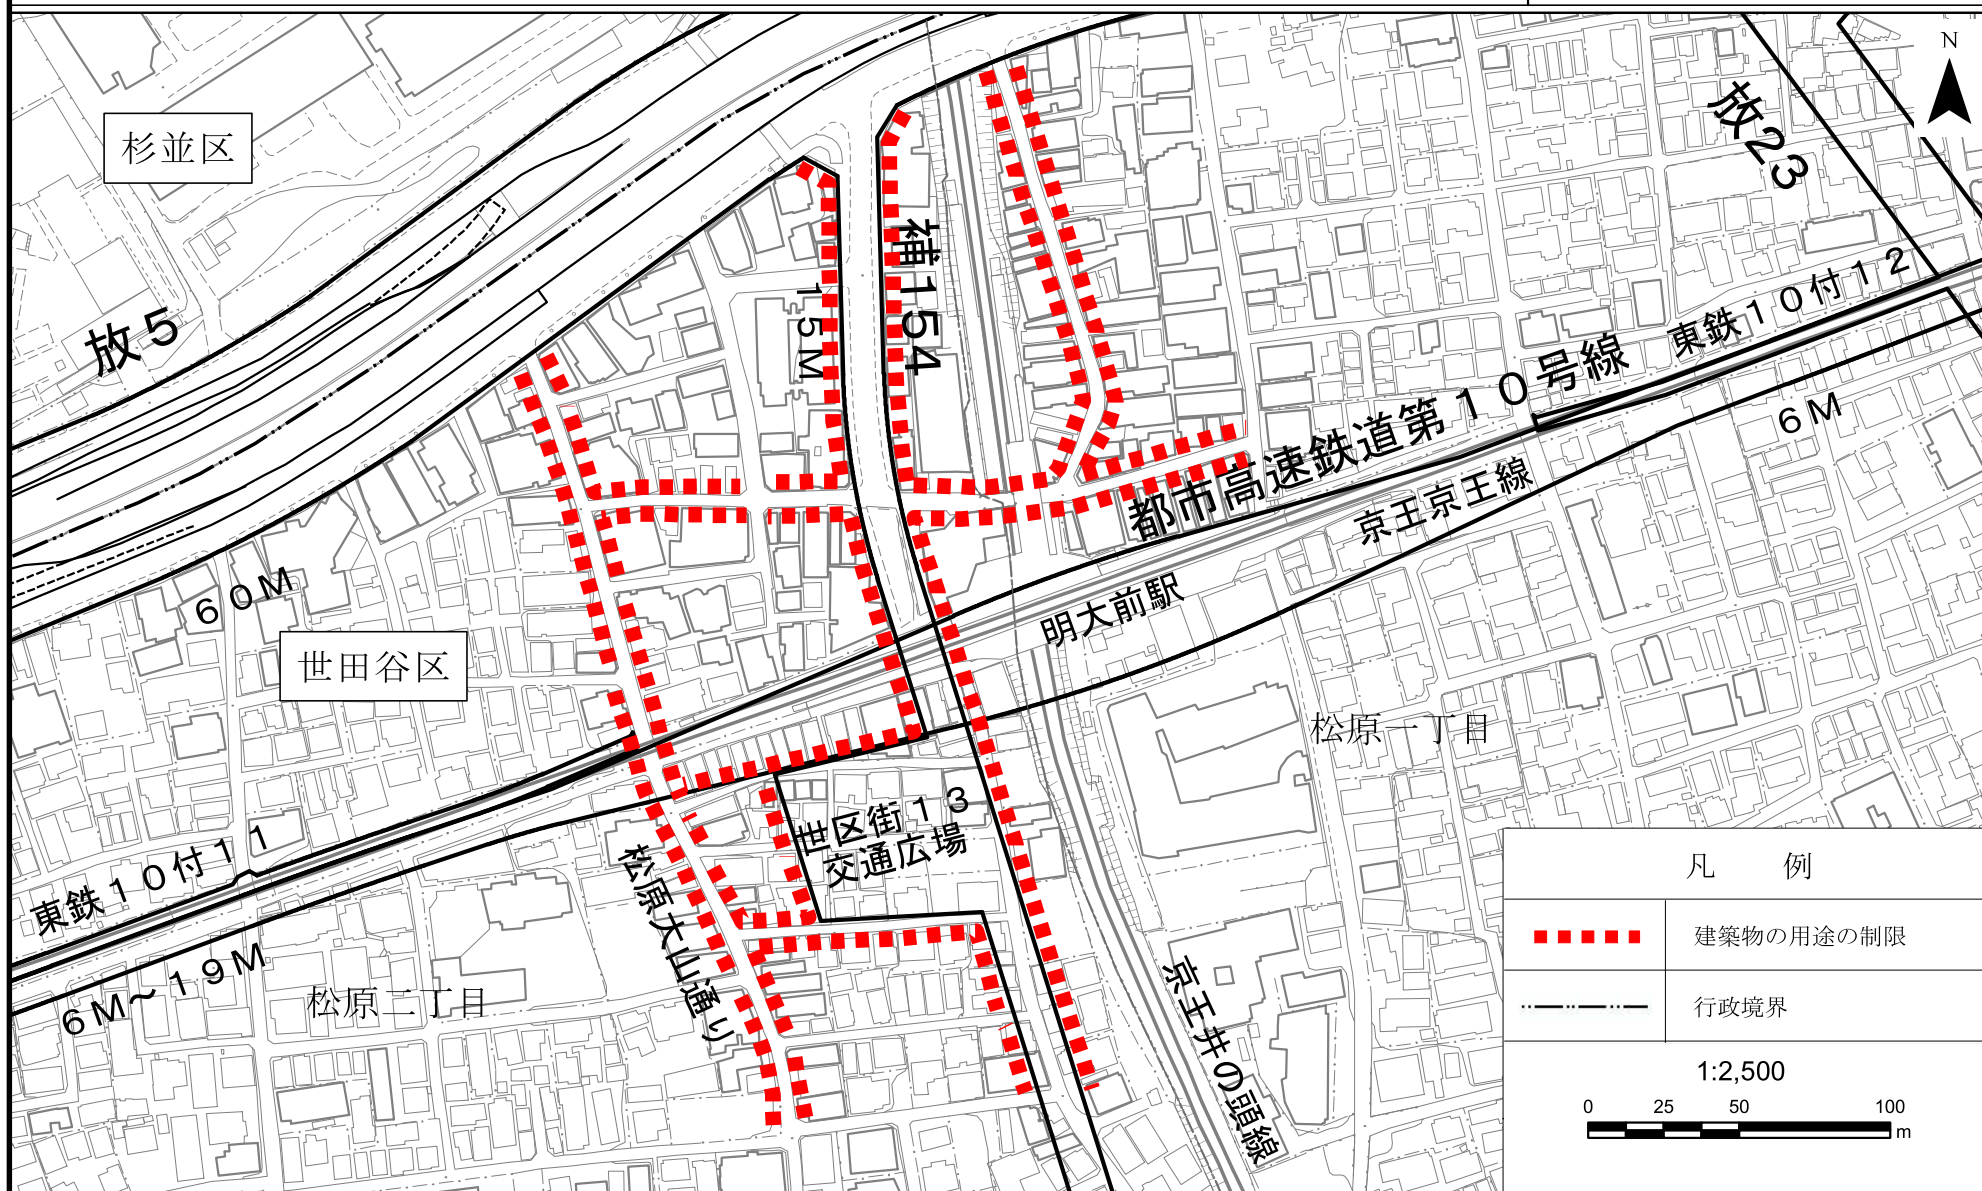 N
杉並区
放23
補154
15M
放5
東鉄10付12
都市高速鉄道第10号線
6M
京王京王線
60M
明大前駅
世田谷区
松原一丁目
世区街13
交通広場
東鉄10付11
松原大山通り
6M~19M
松原二丁目
京王井の頭線
凡 例
建築物の用途の制限
行政境界
1:2,500
0 25 50 100
m